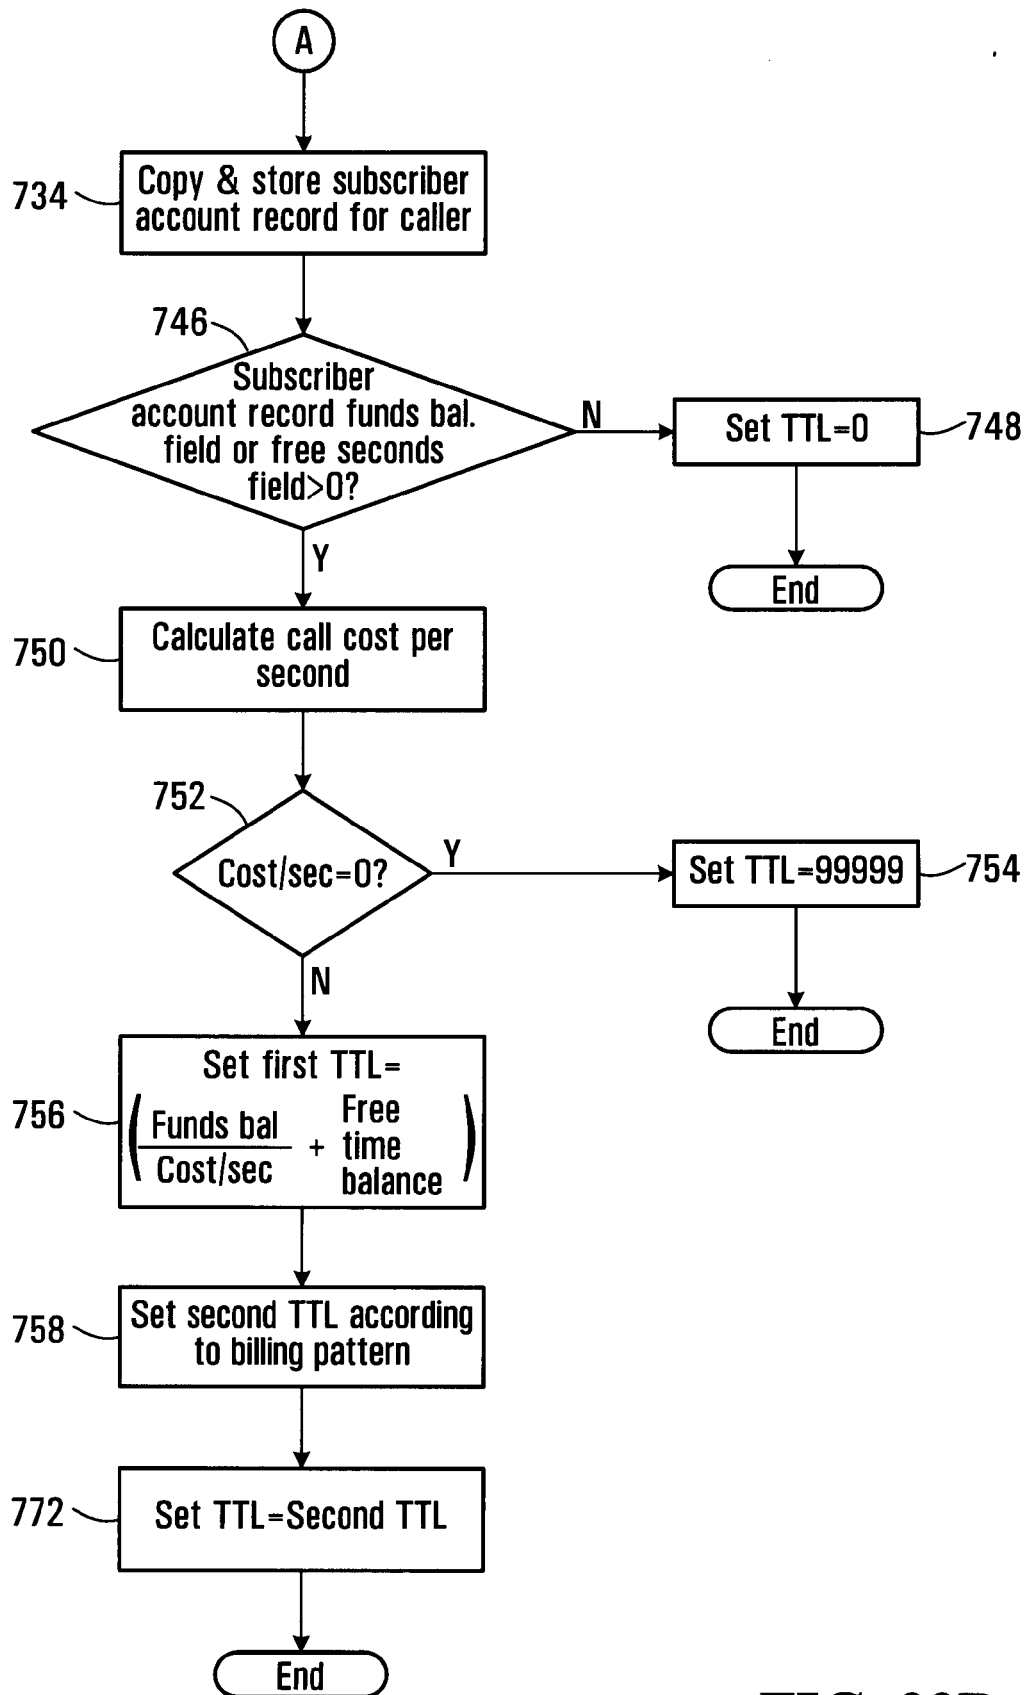 A
734
Copy & store subscriber
account record for caller
746
Subscriber
account record funds bal.
field or free seconds
field>0?
N
Set TTL=0
748
End
Y
750
Calculate call cost per
second
752
Cost/sec=0?
Y
Set TTL=99999
754
End
N
756
Set first TTL=
( Funds bal
Cost/sec
+
Free
time
balance )
758
Set second TTL according
to billing pattern
772
Set TTL=Second TTL
End